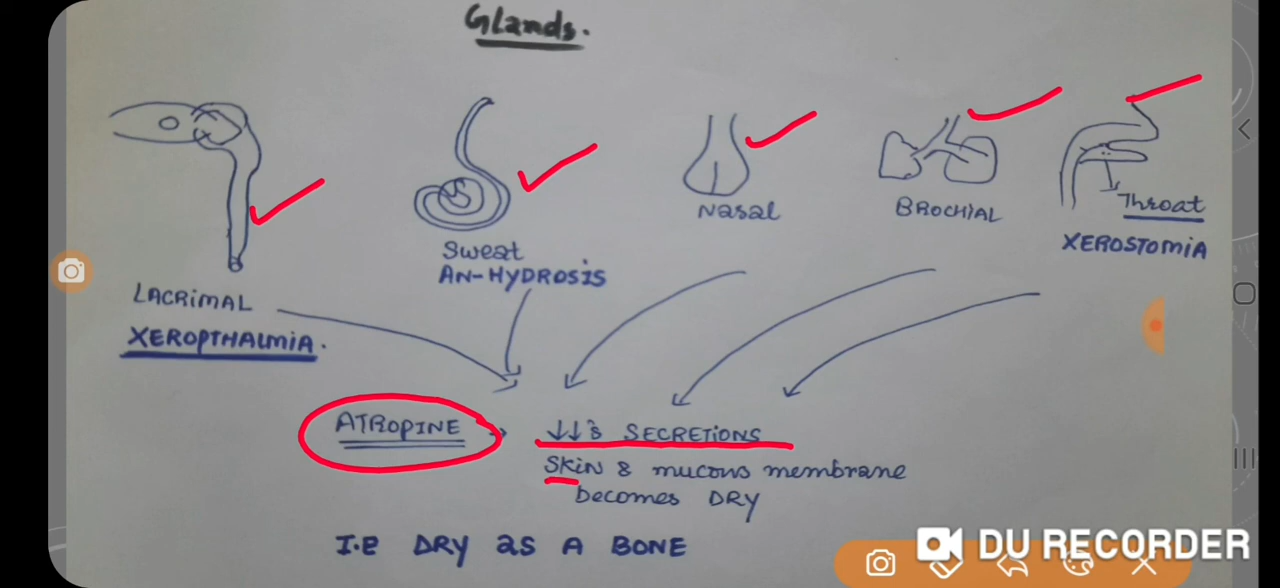 Glands.
LACRIMAL
XEROPTHALMIA.
Sweat
AN-HYDROSIS
Nasal
BROCHIAL
Throat
XEROSTOMIA
ATROPINE → ↓↓'s SECRETIONS
Skin & mucous membrane
becomes DRY
I.e DRY as A BONE
DU RECORDER